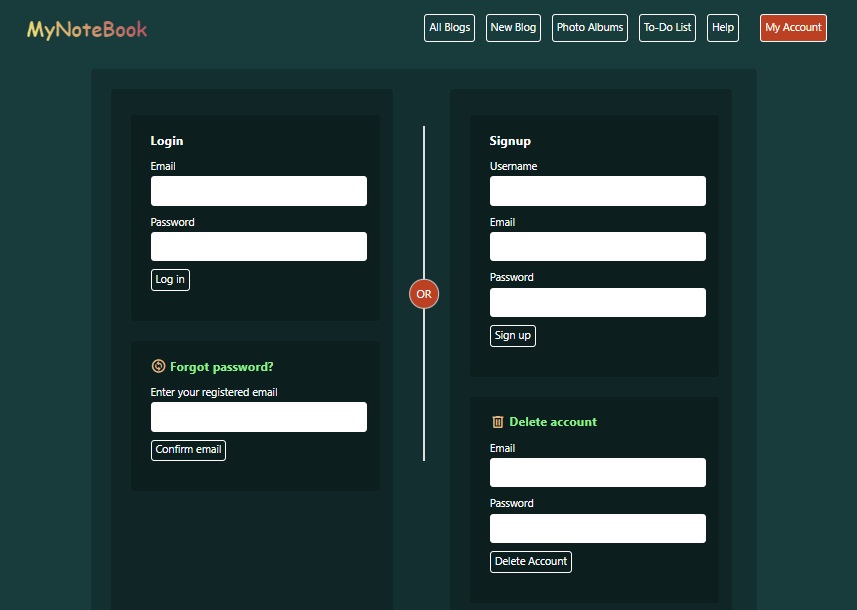 MyNoteBook
All Blogs
New Blog
Photo Albums
To-Do List
Help
My Account
Login
Email
Password
Log in
Forgot password?
Enter your registered email
Confirm email
OR
Signup
Username
Email
Password
Sign up
Delete account
Email
Password
Delete Account